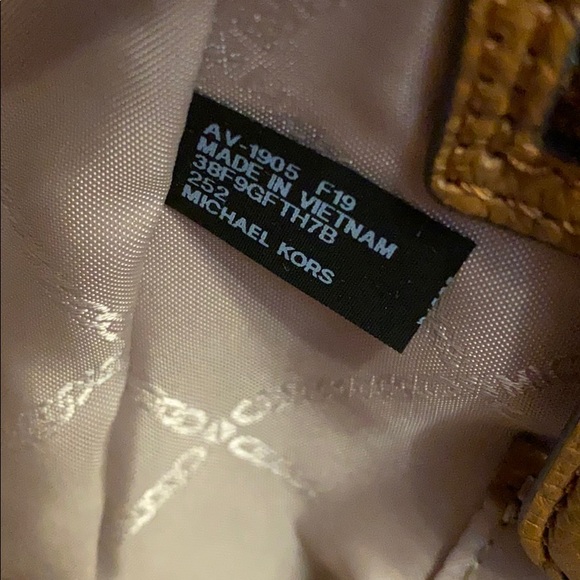 AV-1905 F19
MADE IN VIETNAM
38F9GFTH7B
252
MICHAEL KORS